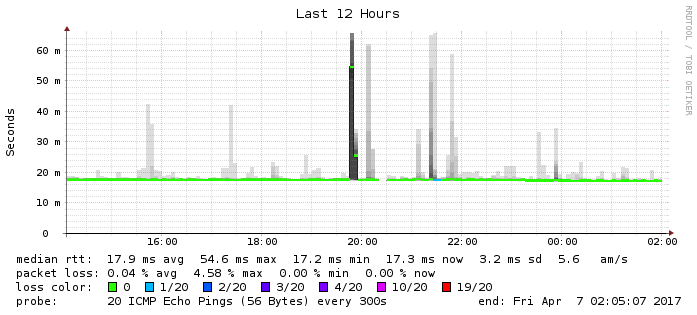 Last 12 Hours
RRDTOOL / TOBI OETIKER
Seconds
60 m
50 m
40 m
30 m
20 m
10 m
0
16:00 18:00 20:00 22:00 00:00 02:00
median rtt: 17.9 ms avg 54.6 ms max 17.2 ms min 17.3 ms now 3.2 ms sd 5.6 am/s
packet loss: 0.04 % avg 4.58 % max 0.00 % min 0.00 % now
loss color: 0 1/20 2/20 3/20 4/20 10/20 19/20
probe: 20 ICMP Echo Pings (56 Bytes) every 300s end: Fri Apr 7 02:05:07 2017